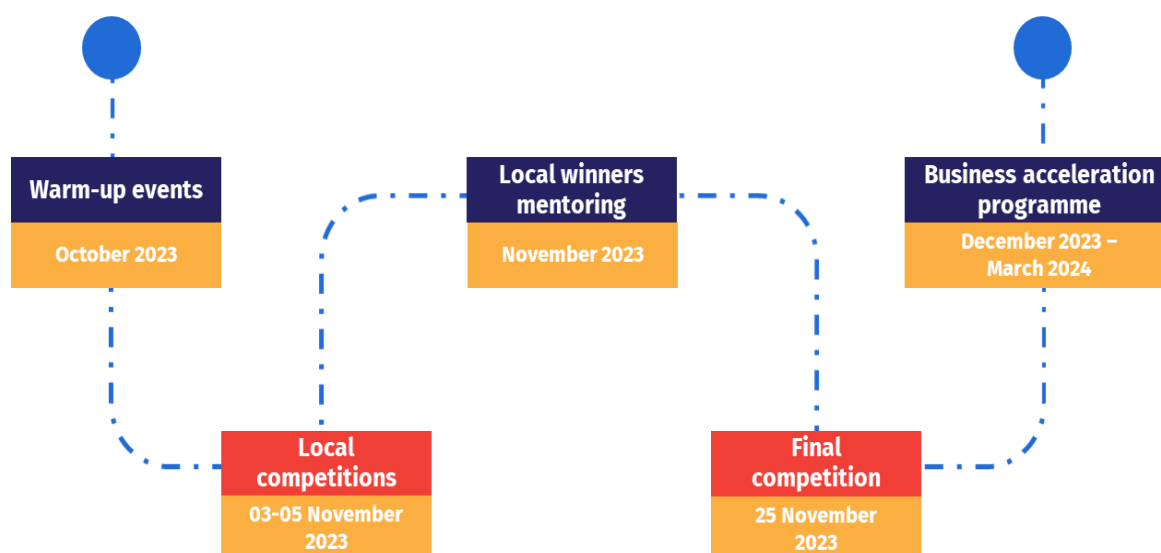 Warm-up events
October 2023
Local
competitions
03-05 November
2023
Local winners
mentoring
November 2023
Final
competition
25 November
2023
Business acceleration
programme
December 2023 –
March 2024